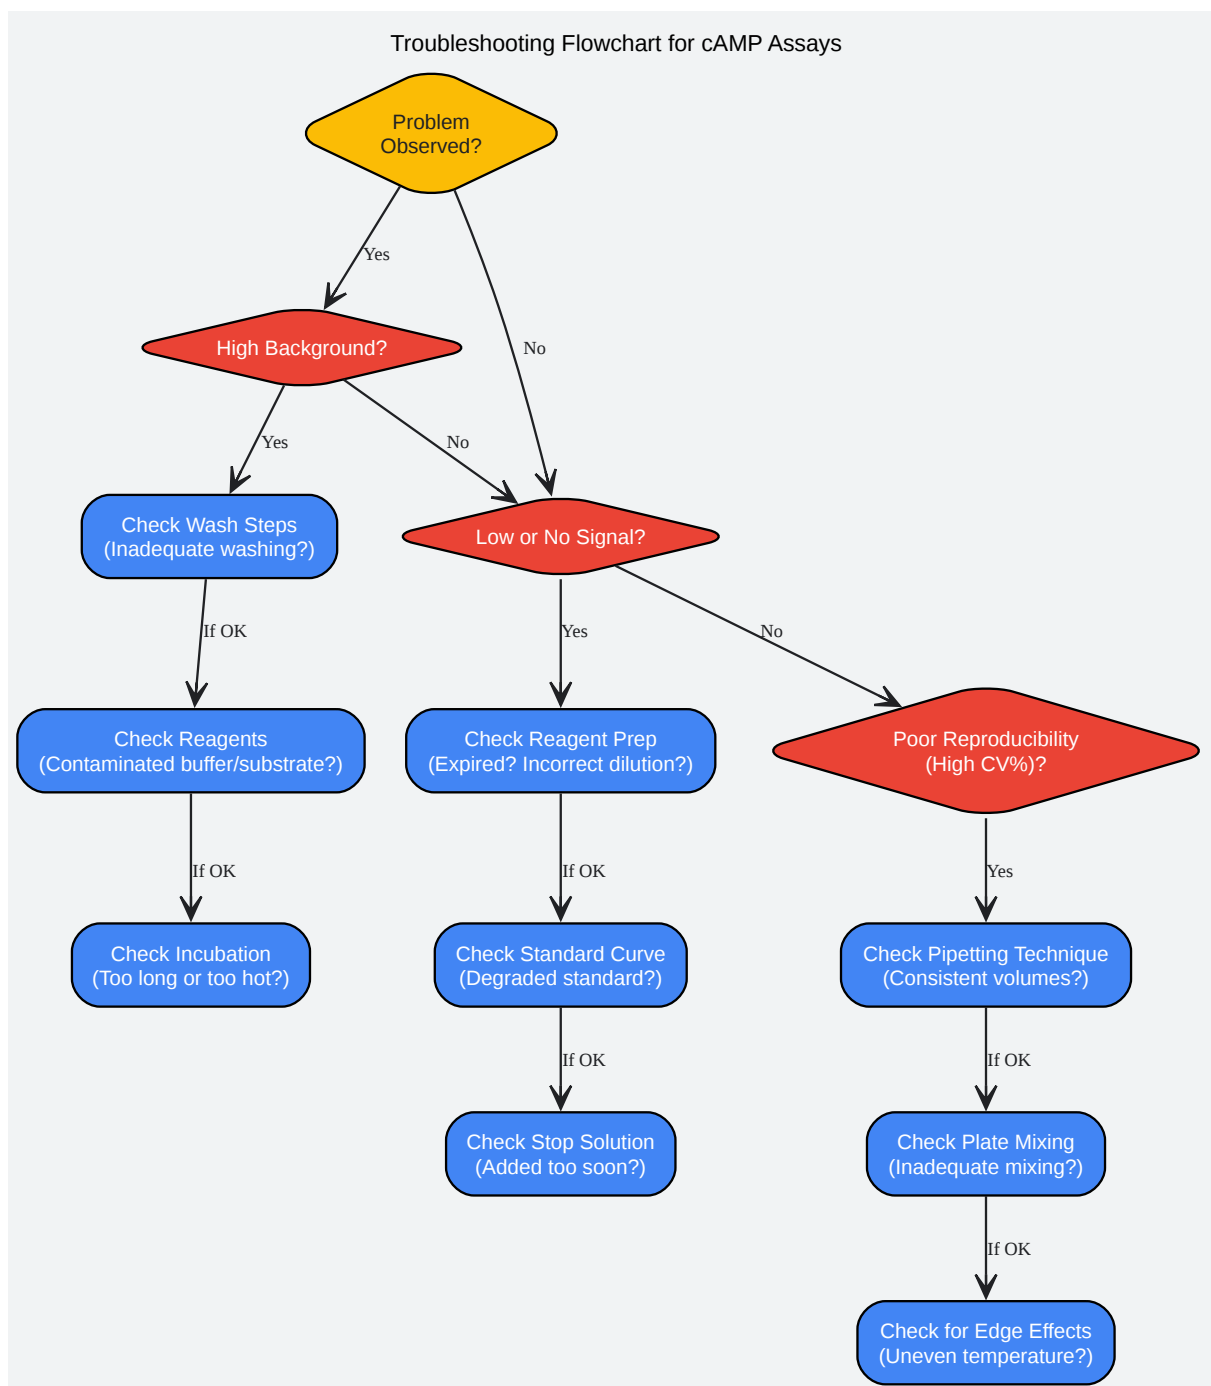 Troubleshooting Flowchart for cAMP Assays
Problem
Observed?
Yes
No
High Background?
Yes
No
Check Wash Steps
(Inadequate washing?)
Low or No Signal?
If OK
Yes
No
Check Reagents
(Contaminated buffer/substrate?)
Check Reagent Prep
(Expired? Incorrect dilution?)
Poor Reproducibility
(High CV%)?
If OK
If OK
Yes
Check Incubation
(Too long or too hot?)
Check Standard Curve
(Degraded standard?)
Check Pipetting Technique
(Consistent volumes?)
If OK
If OK
Check Stop Solution
(Added too soon?)
Check Plate Mixing
(Inadequate mixing?)
If OK
Check for Edge Effects
(Uneven temperature?)